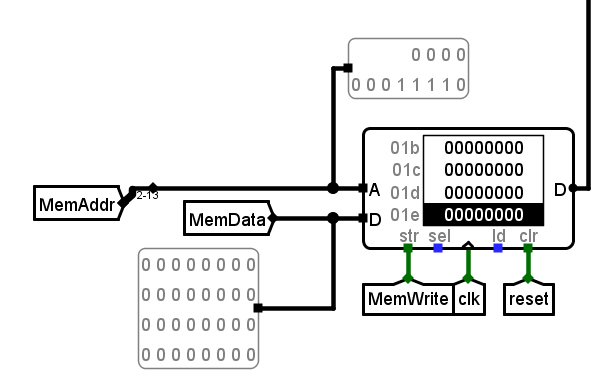 0 0 0 0
0 0 0 1 1 1 1 0
01b 00000000
01c 00000000
MemAddr 2-13 A 01d 00000000 D
MemData D 01e 00000000
str sel ld clr
0 0 0 0 0 0 0 0
0 0 0 0 0 0 0 0
0 0 0 0 0 0 0 0
0 0 0 0 0 0 0 0
MemWrite clk reset